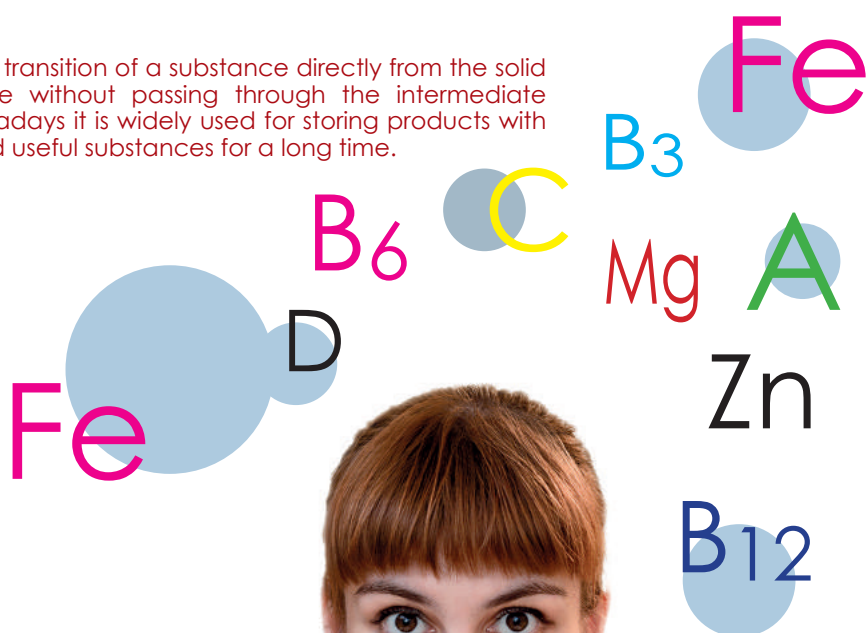 transition of a substance directly from the solid
e without passing through the intermediate
adays it is widely used for storing products with
d useful substances for a long time.
Fe
B3
C
B6
Mg
A
D
Zn
Fe
B12